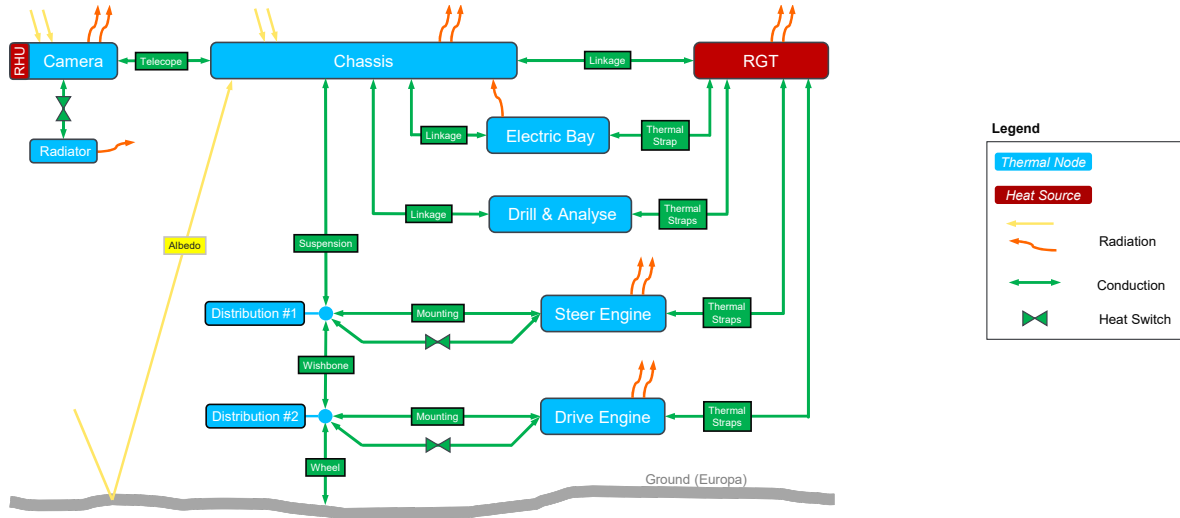 RHU
Camera
Telecope
Chassis
Linkage
RGT
Radiator
Linkage
Electric Bay
Thermal
Strap
Linkage
Drill & Analyse
Thermal
Straps
Albedo
Suspension
Distribution #1
Mounting
Steer Engine
Thermal
Straps
Wishbone
Distribution #2
Mounting
Drive Engine
Thermal
Straps
Wheel
Ground (Europa)
Legend
Thermal Node
Heat Source
Radiation
Conduction
Heat Switch